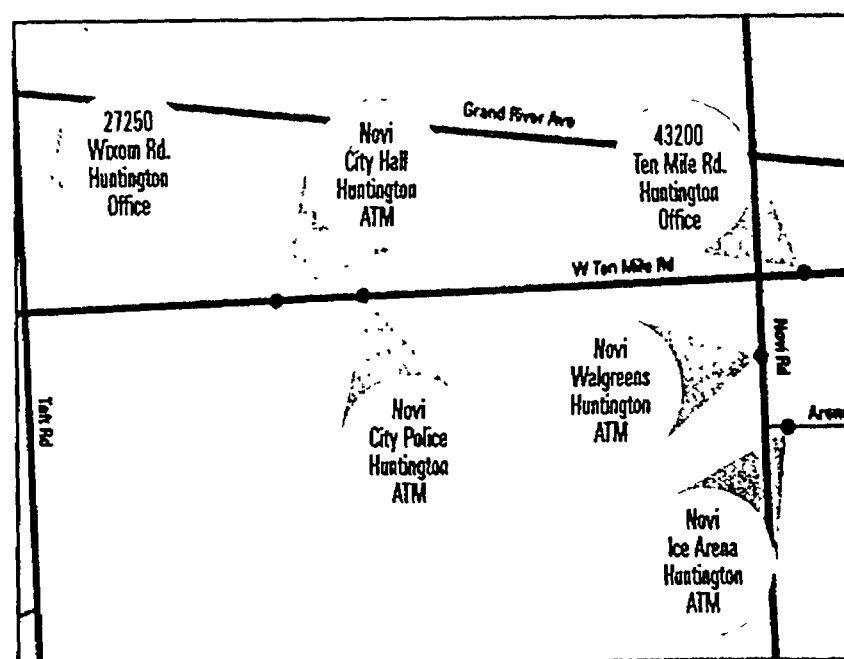 Grand River Ave
27250
Wixom Rd.
Huntington
Office
Novi
City Hall
Huntington
ATM
43200
Ten Mile Rd.
Huntington
Office
W Ten Mile Rd
Novi Rd
Novi
Walgreens
Huntington
ATM
Taft Rd
Novi
City Police
Huntington
ATM
Arena
Novi
Ice Arena
Huntington
ATM